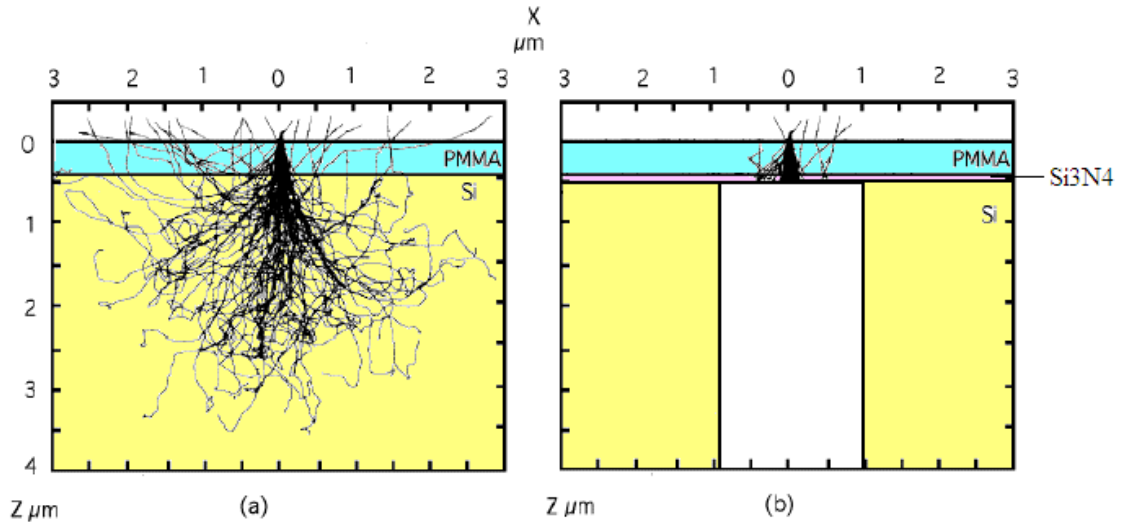 X
μm
3 2 1 0 1 2 3
3 2 1 0 1 2 3
0
1
2
3
4
PMMA
Si
PMMA
Si3N4
Si
Z μm
(a)
Z μm
(b)